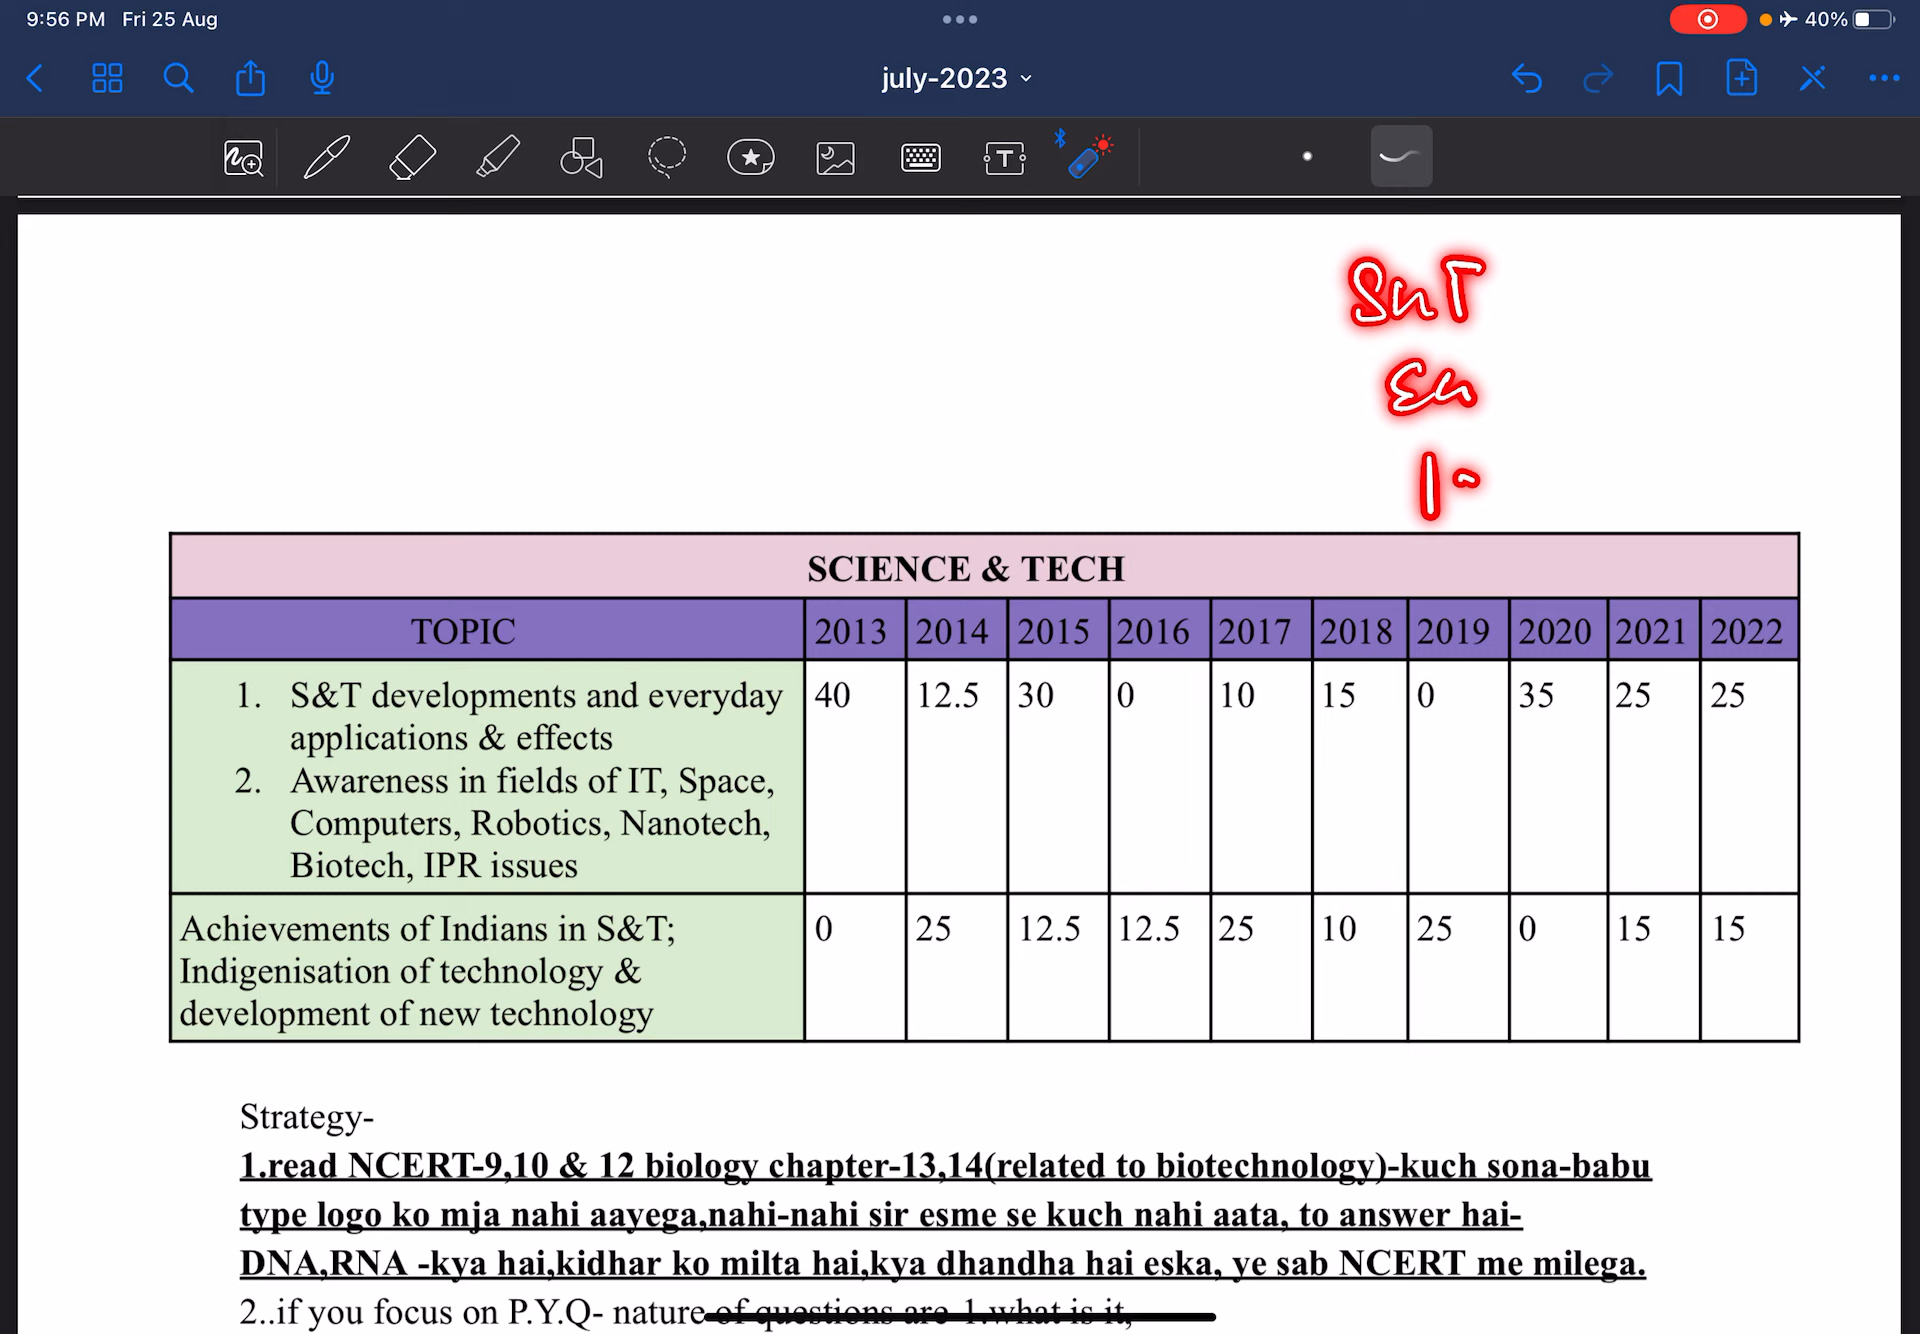 9:56 PM Fri 25 Aug
40%
july-2023
SnT
En
SCIENCE & TECH
TOPIC 2013 2014 2015 2016 2017 2018 2019 2020 2021 2022
1. S&T developments and everyday 40 12.5 30 0 10 15 0 35 25 25
applications & effects
2. Awareness in fields of IT, Space,
Computers, Robotics, Nanotech,
Biotech, IPR issues
Achievements of Indians in S&T; 0 25 12.5 12.5 25 10 25 0 15 15
Indigenisation of technology &
development of new technology
Strategy-
1.read NCERT-9,10 & 12 biology chapter-13,14(related to biotechnology)-kuch sona-babu
type logo ko mja nahi aayega,nahi-nahi sir esme se kuch nahi aata, to answer hai-
DNA,RNA -kya hai,kidhar ko milta hai,kya dhandha hai eska, ye sab NCERT me milega.
2..if you focus on P.Y.Q- nature of questions are 1.what is it,